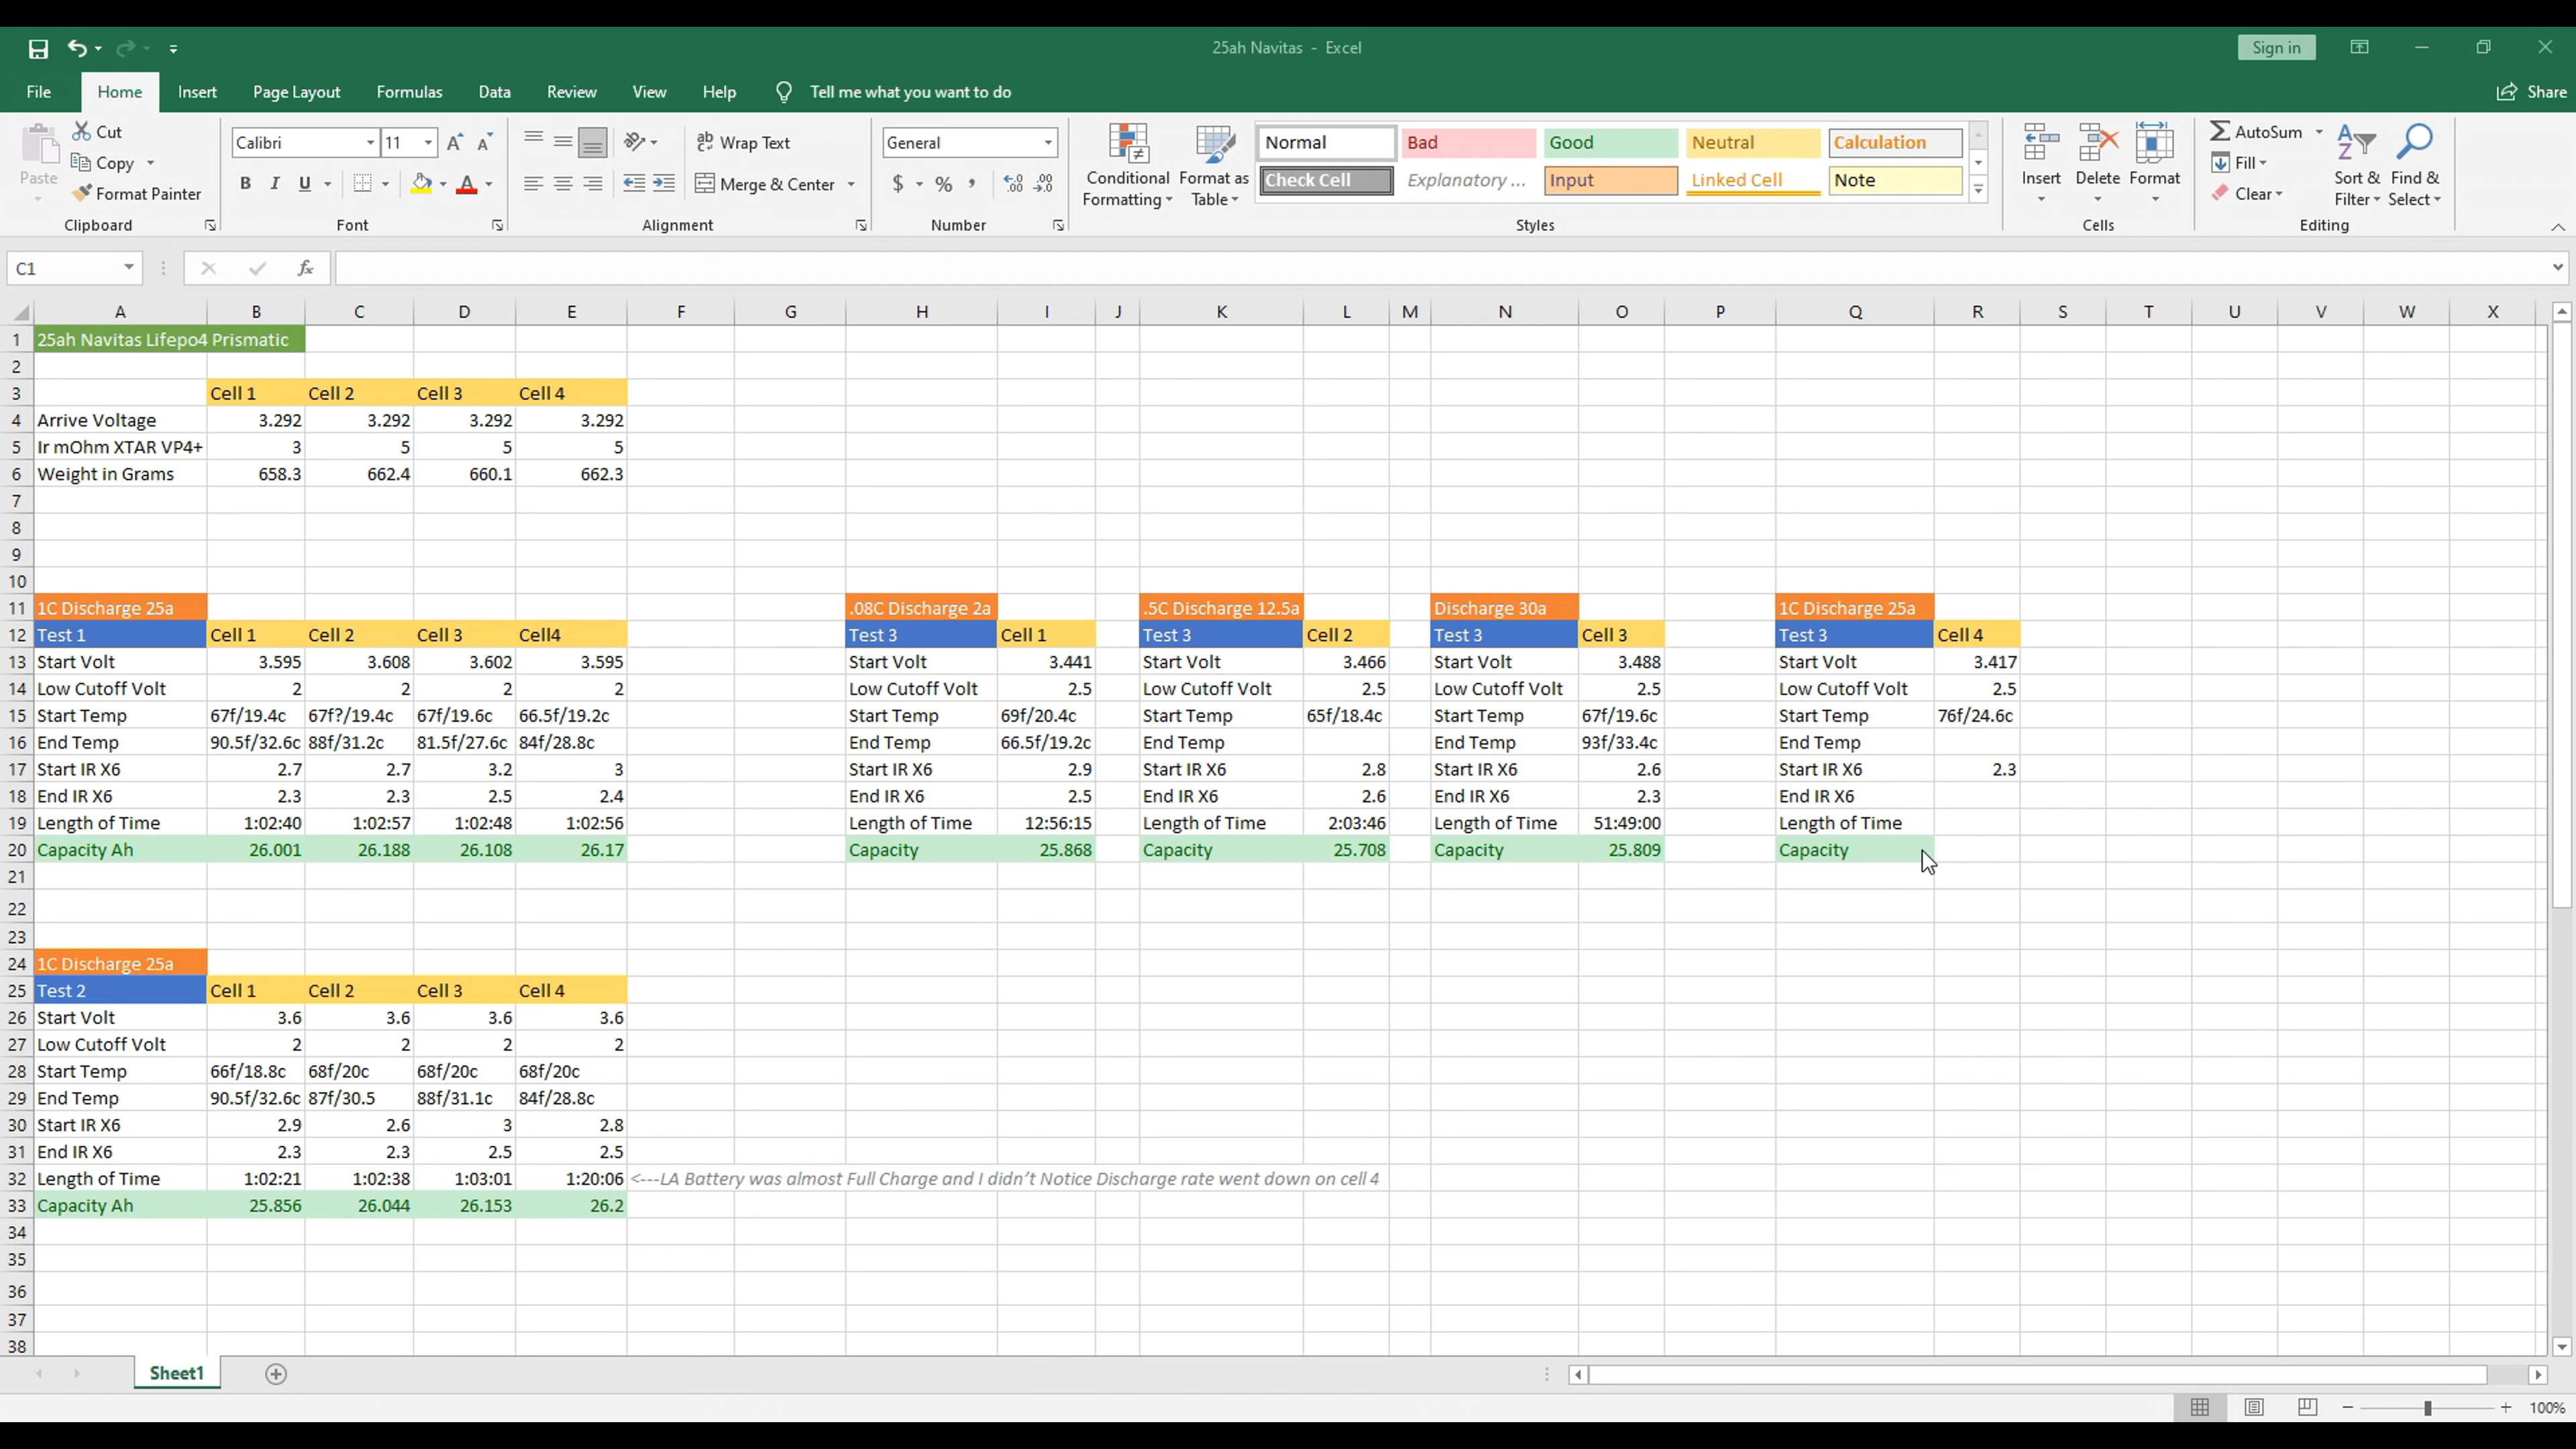 25ah Navitas - Excel
Sign in
File Home Insert Page Layout Formulas Data Review View Help Tell me what you want to do Share
Paste Cut Copy Format Painter Clipboard
Calibri 11 B I U Font
Wrap Text Merge & Center Alignment
General $ % , Number
Conditional Formatting Format as Table
Normal Bad Good Neutral Calculation
Check Cell Explanatory ... Input Linked Cell Note
Styles
Insert Delete Format Cells
AutoSum Fill Clear Sort & Filter Find & Select Editing
C1 fx
A B C D E F G H I J K L M N O P Q R S T U V W X
1 25ah Navitas Lifepo4 Prismatic
2
3 Cell 1 Cell 2 Cell 3 Cell 4
4 Arrive Voltage 3.292 3.292 3.292 3.292
5 Ir mOhm XTAR VP4+ 3 5 5 5
6 Weight in Grams 658.3 662.4 660.1 662.3
7
8
9
10
11 1C Discharge 25a .08C Discharge 2a .5C Discharge 12.5a Discharge 30a 1C Discharge 25a
12 Test 1 Cell 1 Cell 2 Cell 3 Cell4 Test 3 Cell 1 Test 3 Cell 2 Test 3 Cell 3 Test 3 Cell 4
13 Start Volt 3.595 3.608 3.602 3.595 Start Volt 3.441 Start Volt 3.466 Start Volt 3.488 Start Volt 3.417
14 Low Cutoff Volt 2 2 2 2 Low Cutoff Volt 2.5 Low Cutoff Volt 2.5 Low Cutoff Volt 2.5 Low Cutoff Volt 2.5
15 Start Temp 67f/19.4c 67f?/19.4c 67f/19.6c 66.5f/19.2c Start Temp 69f/20.4c Start Temp 65f/18.4c Start Temp 67f/19.6c Start Temp 76f/24.6c
16 End Temp 90.5f/32.6c 88f/31.2c 81.5f/27.6c 84f/28.8c End Temp 66.5f/19.2c End Temp End Temp 93f/33.4c End Temp
17 Start IR X6 2.7 2.7 3.2 3 Start IR X6 2.9 Start IR X6 2.8 Start IR X6 2.6 Start IR X6 2.3
18 End IR X6 2.3 2.3 2.5 2.4 End IR X6 2.5 End IR X6 2.6 End IR X6 2.3 End IR X6
19 Length of Time 1:02:40 1:02:57 1:02:48 1:02:56 Length of Time 12:56:15 Length of Time 2:03:46 Length of Time 51:49:00 Length of Time
20 Capacity Ah 26.001 26.188 26.108 26.17 Capacity 25.868 Capacity 25.708 Capacity 25.809 Capacity
21
22
23
24 1C Discharge 25a
25 Test 2 Cell 1 Cell 2 Cell 3 Cell 4
26 Start Volt 3.6 3.6 3.6 3.6
27 Low Cutoff Volt 2 2 2 2
28 Start Temp 66f/18.8c 68f/20c 68f/20c 68f/20c
29 End Temp 90.5f/32.6c 87f/30.5 88f/31.1c 84f/28.8c
30 Start IR X6 2.9 2.6 3 2.8
31 End IR X6 2.3 2.3 2.5 2.5
32 Length of Time 1:02:21 1:02:38 1:03:01 1:20:06 <---LA Battery was almost Full Charge and I didn't Notice Discharge rate went down on cell 4
33 Capacity Ah 25.856 26.044 26.153 26.2
34
35
36
37
38
Sheet1
100%